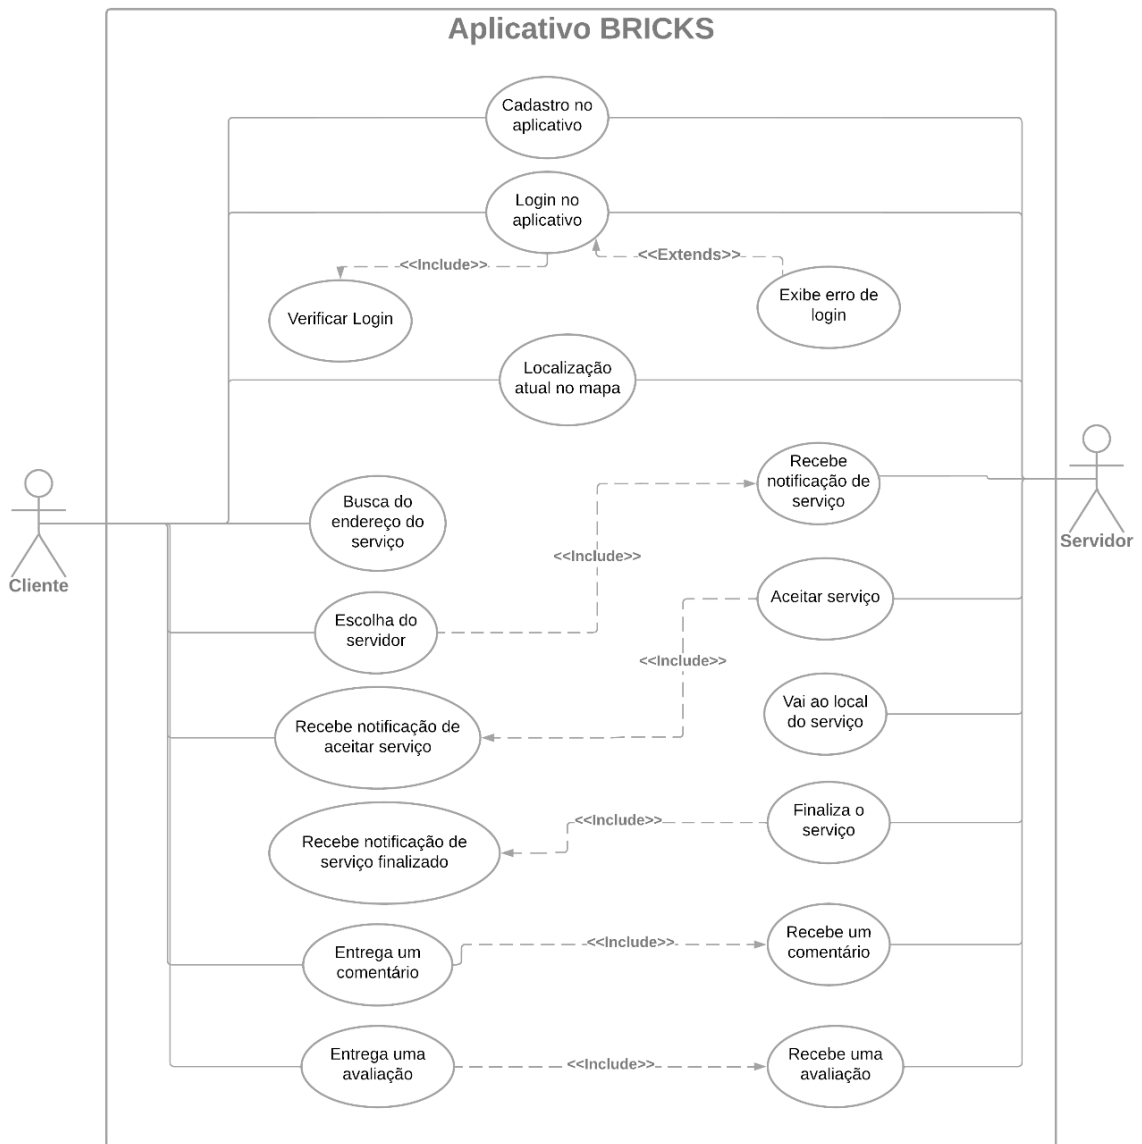 Aplicativo BRICKS
Cadastro no
aplicativo
Login no
aplicativo
<<Include>>
<<Extends>>
Verificar Login
Exibe erro de
login
Localização
atual no mapa
Recebe
notificação de
serviço
Busca do
endereço do
serviço
Cliente
Servidor
<<Include>>
Aceitar serviço
Escolha do
servidor
<<Include>>
Vai ao local
do serviço
Recebe notificação de
aceitar serviço
Finaliza o
serviço
<<Include>>
Recebe notificação de
serviço finalizado
Entrega um
comentário
<<Include>>
Recebe um
comentário
Entrega uma
avaliação
<<Include>>
Recebe uma
avaliação